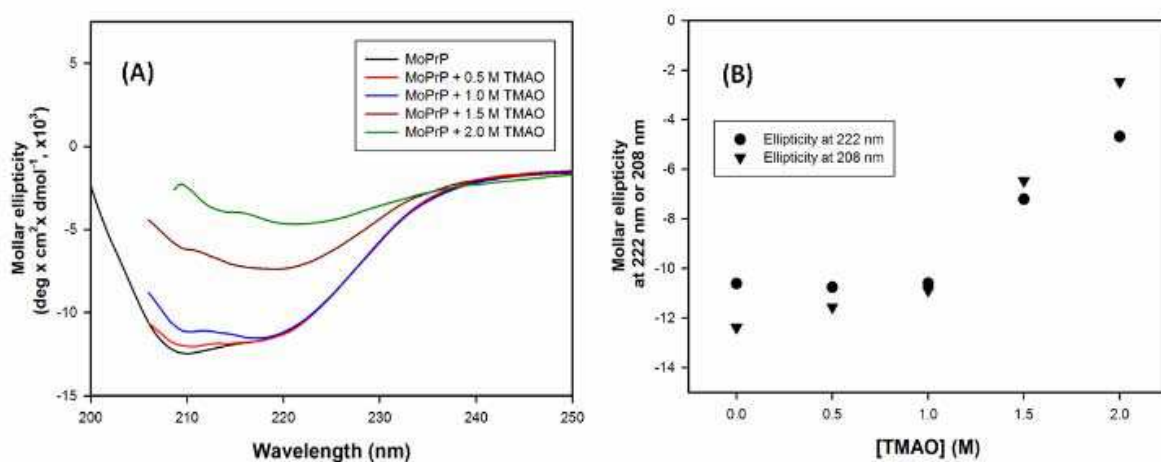 (A)
MoPrP
MoPrP + 0.5 M TMAO
MoPrP + 1.0 M TMAO
MoPrP + 1.5 M TMAO
MoPrP + 2.0 M TMAO
Mollar ellipticity
(deg x cm² x dmol⁻¹, x10³)
5
0
-5
-10
-15
200 210 220 230 240 250
Wavelength (nm)
(B)
Ellipticity at 222 nm
Ellipticity at 208 nm
Mollar ellipticity
at 222 nm or 208 nm
0
-2
-4
-6
-8
-10
-12
-14
0.0 0.5 1.0 1.5 2.0
[TMAO] (M)